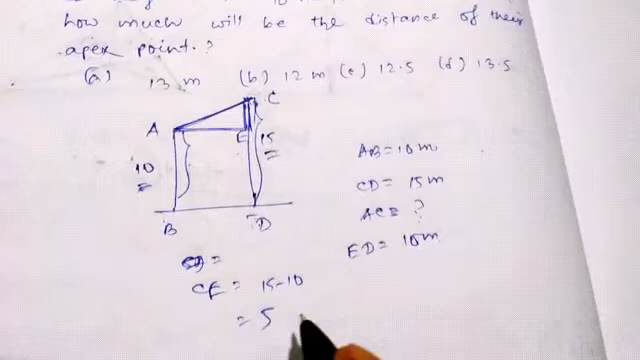 how much will be the distance of their
apex point.?
(a) 13 m (b) 12 m (c) 12.5 (d) 13.5
C
A
E
15
10
B
D
AB = 10 m
CD = 15 m
AC = ?
ED = 10m
CE = 15-10
= 5